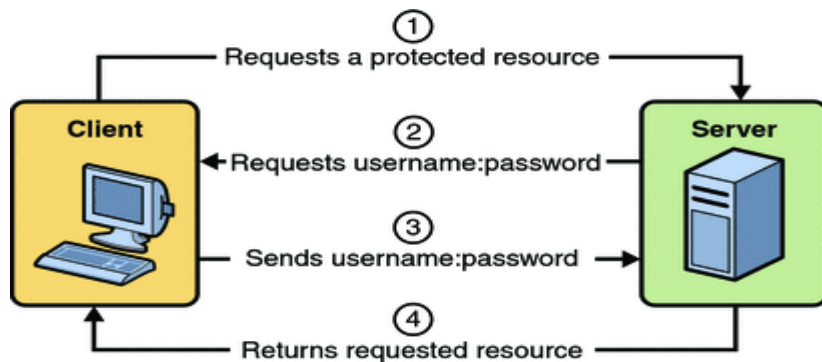 ①
Requests a protected resource
Client
Server
②
Requests username:password
③
Sends username:password
④
Returns requested resource